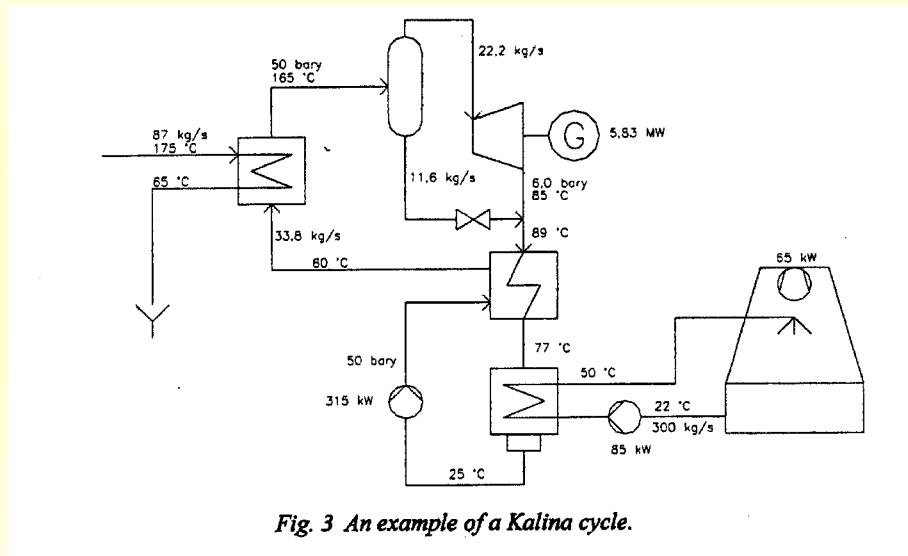 22,2 kg/s
50 bary
165 °C
G
5,83 MW
87 kg/s
175 °C
65 °C
11,6 kg/s
6,0 bary
85 °C
33,8 kg/s
89 °C
60 °C
65 kW
77 °C
50 bary
50 °C
315 kW
22 °C
300 kg/s
85 kW
25 °C
Fig. 3 An example of a Kalina cycle.